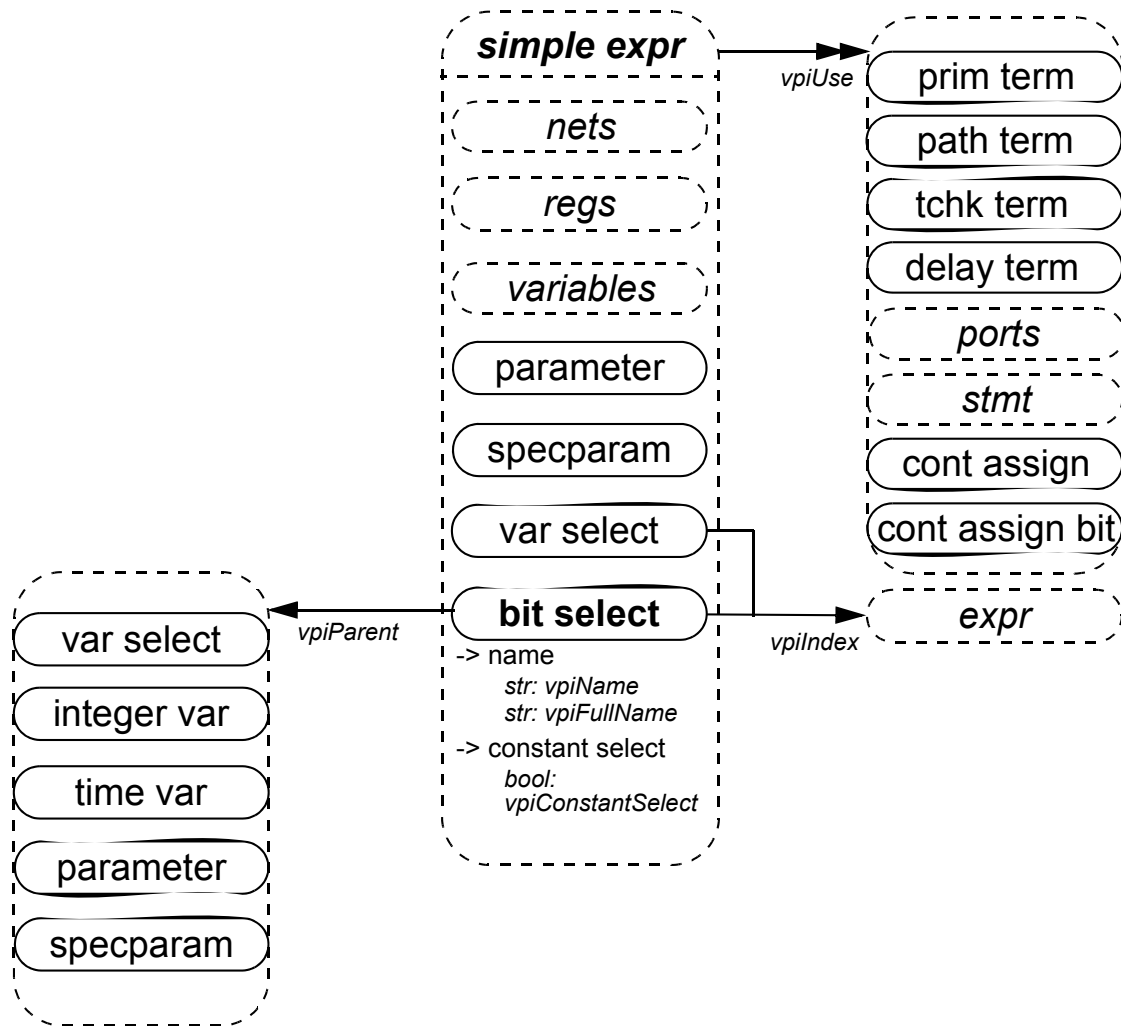 simple expr
nets
regs
variables
parameter
specparam
var select
bit select
-> name
str: vpiName
str: vpiFullName
-> constant select
bool:
vpiConstantSelect
vpiUse
prim term
path term
tchk term
delay term
ports
stmt
cont assign
cont assign bit
vpiIndex
expr
vpiParent
var select
integer var
time var
parameter
specparam